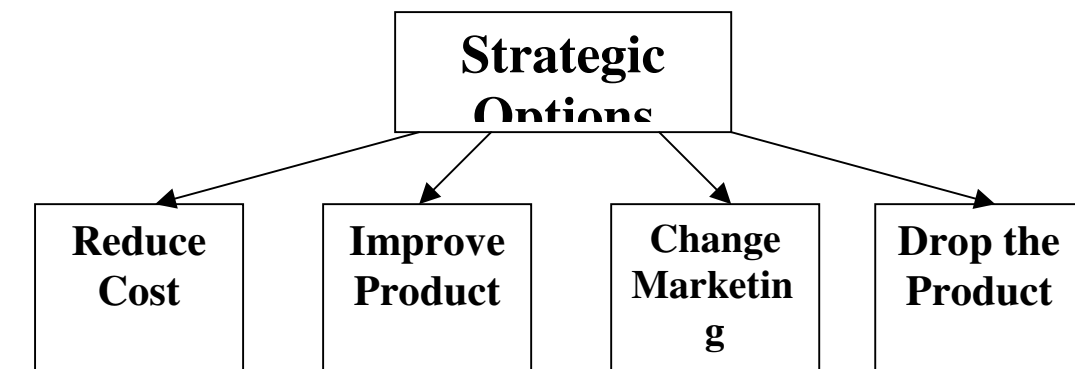 Strategic
Options
Reduce
Cost
Improve
Product
Change
Marketin
g
Drop the
Product